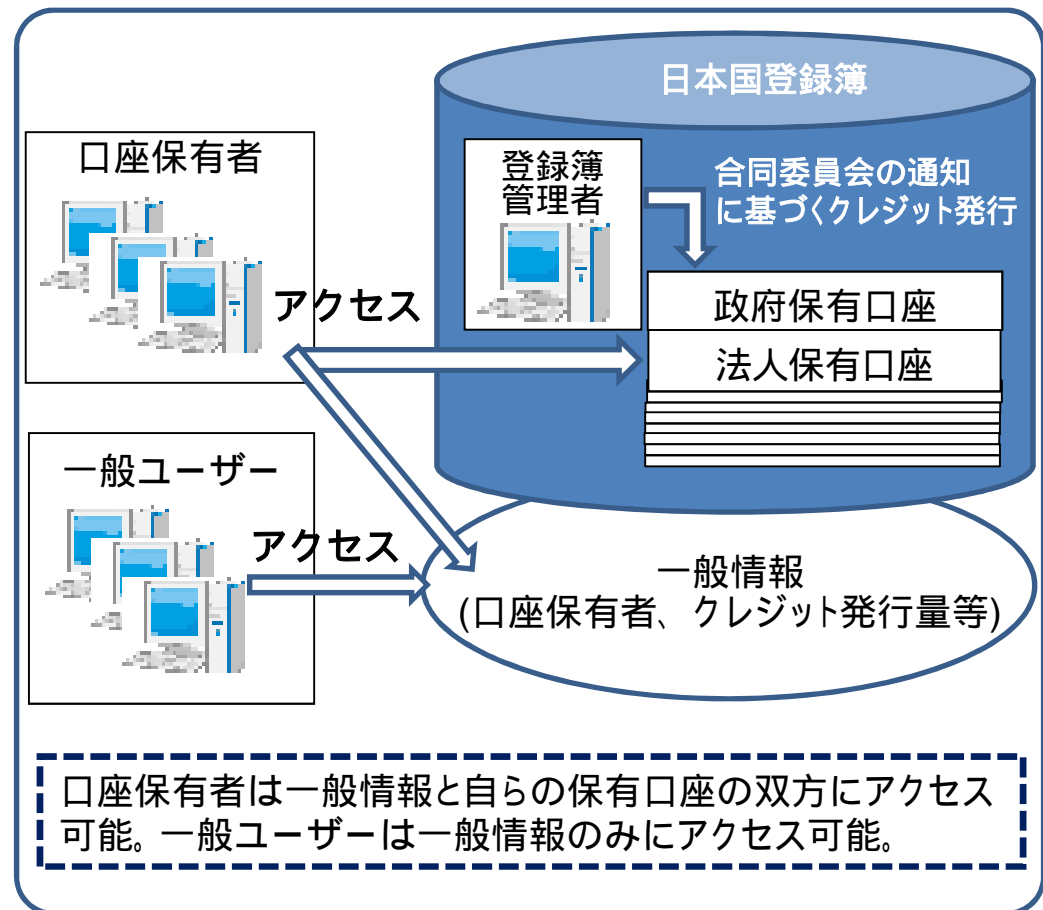 日本国登録簿
口座保有者
登録簿
管理者
合同委員会の通知
に基づくクレジット発行
アクセス
政府保有口座
法人保有口座
一般ユーザー
アクセス
一般情報
(口座保有者、クレジット発行量等)
口座保有者は一般情報と自らの保有口座の双方にアクセス
可能。一般ユーザーは一般情報のみにアクセス可能。